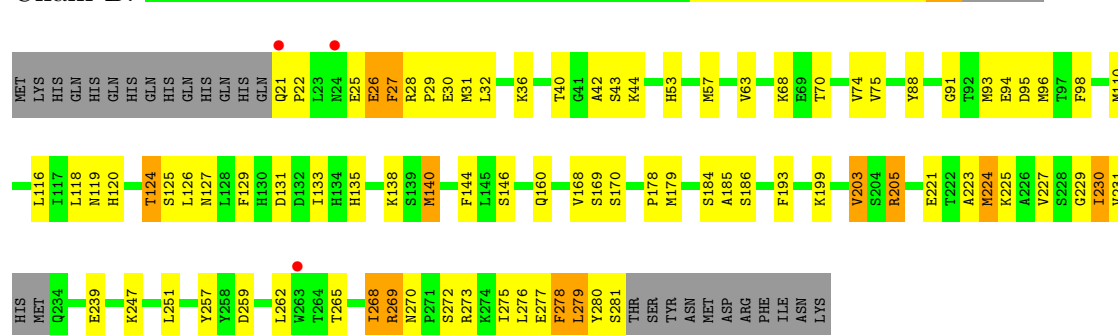 MET LYS HIS GLN HIS GLN HIS GLN HIS GLN HIS GLN HIS GLN Q21 P22 L23 N24 E25 E26 F27 R28 P29 E30 M31 L32 K36 T40 G41 A42 S43 K44 H53 M57 V63 K68 E69 T70 V74 V75 Y88 G91 T92 M93 E94 D95 M96 T97 F98 M110
L116 I117 L118 N119 H120 T124 S125 L126 N127 L128 F129 H130 D131 D132 I133 H134 H135 K138 S139 M140 F144 L145 S146 Q160 V168 S169 S170 P178 M179 S184 A185 S186 F193 K199 V203 S204 R205 E221 T222 A223 M224 K225 A226 V227 S228 G229 I230 V231
HIS MET Q234 E239 K247 L251 Y257 Y258 D259 L262 W263 T264 T265 I268 R269 N270 P271 S272 R273 K274 I275 L276 E277 F278 L279 Y280 S281 THR SER TYR ASN MET ASP ARG PHE ILE ASN LYS